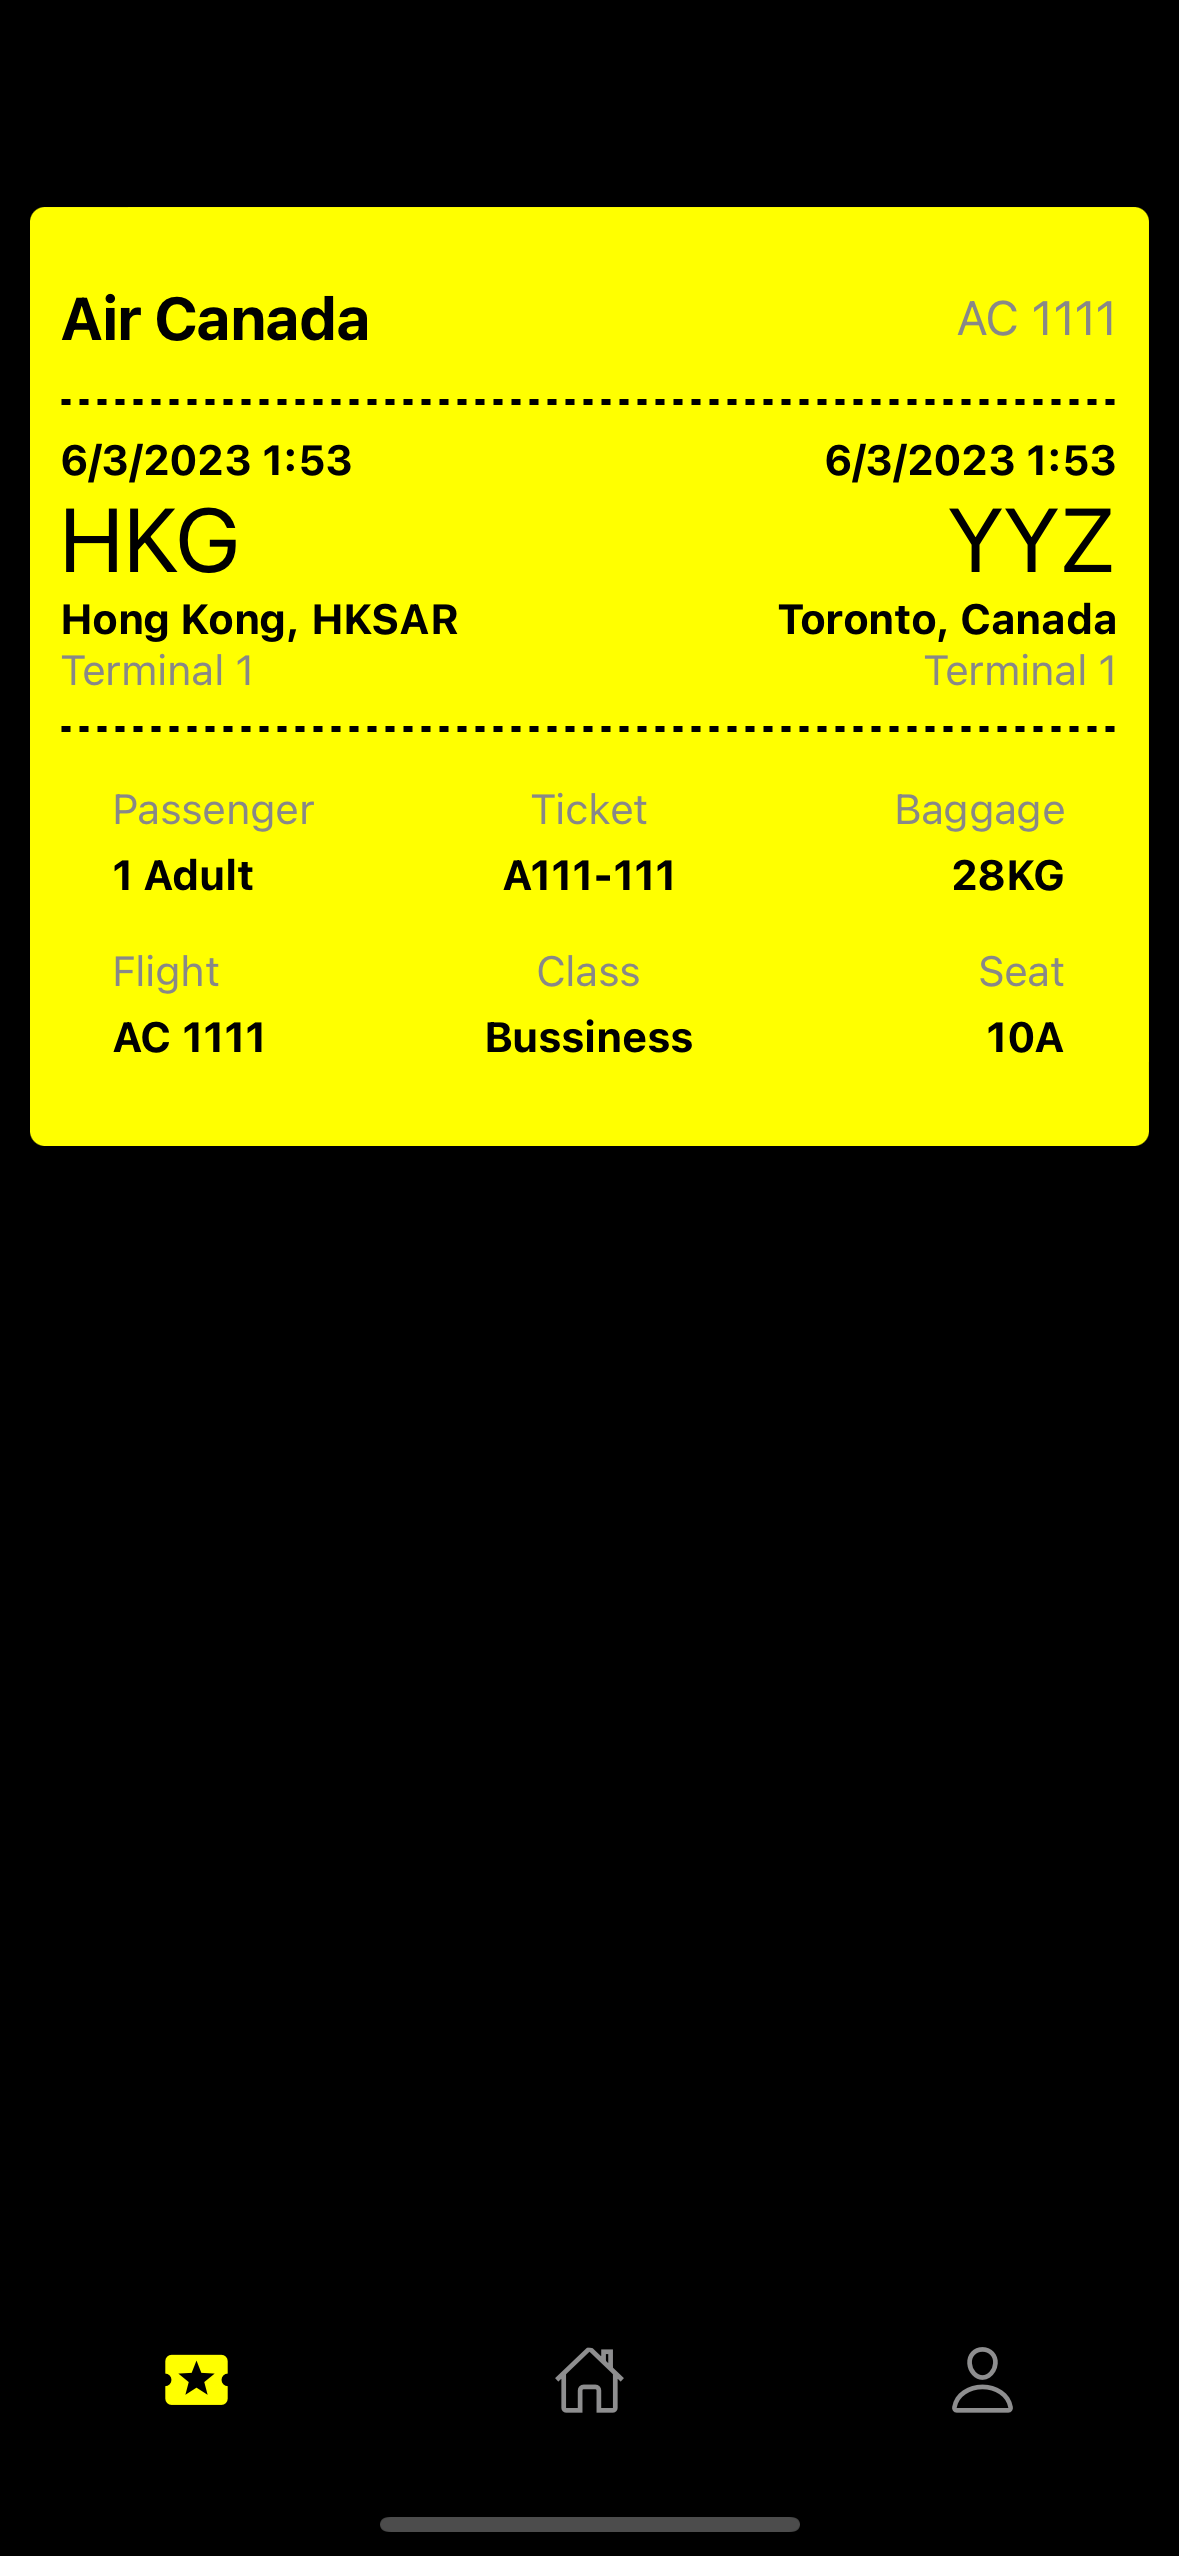 Air Canada AC 1111
6/3/2023 1:53 6/3/2023 1:53
HKG YYZ
Hong Kong, HKSAR Toronto, Canada
Terminal 1 Terminal 1
Passenger Ticket Baggage
1 Adult A111-111 28KG
Flight Class Seat
AC 1111 Bussiness 10A